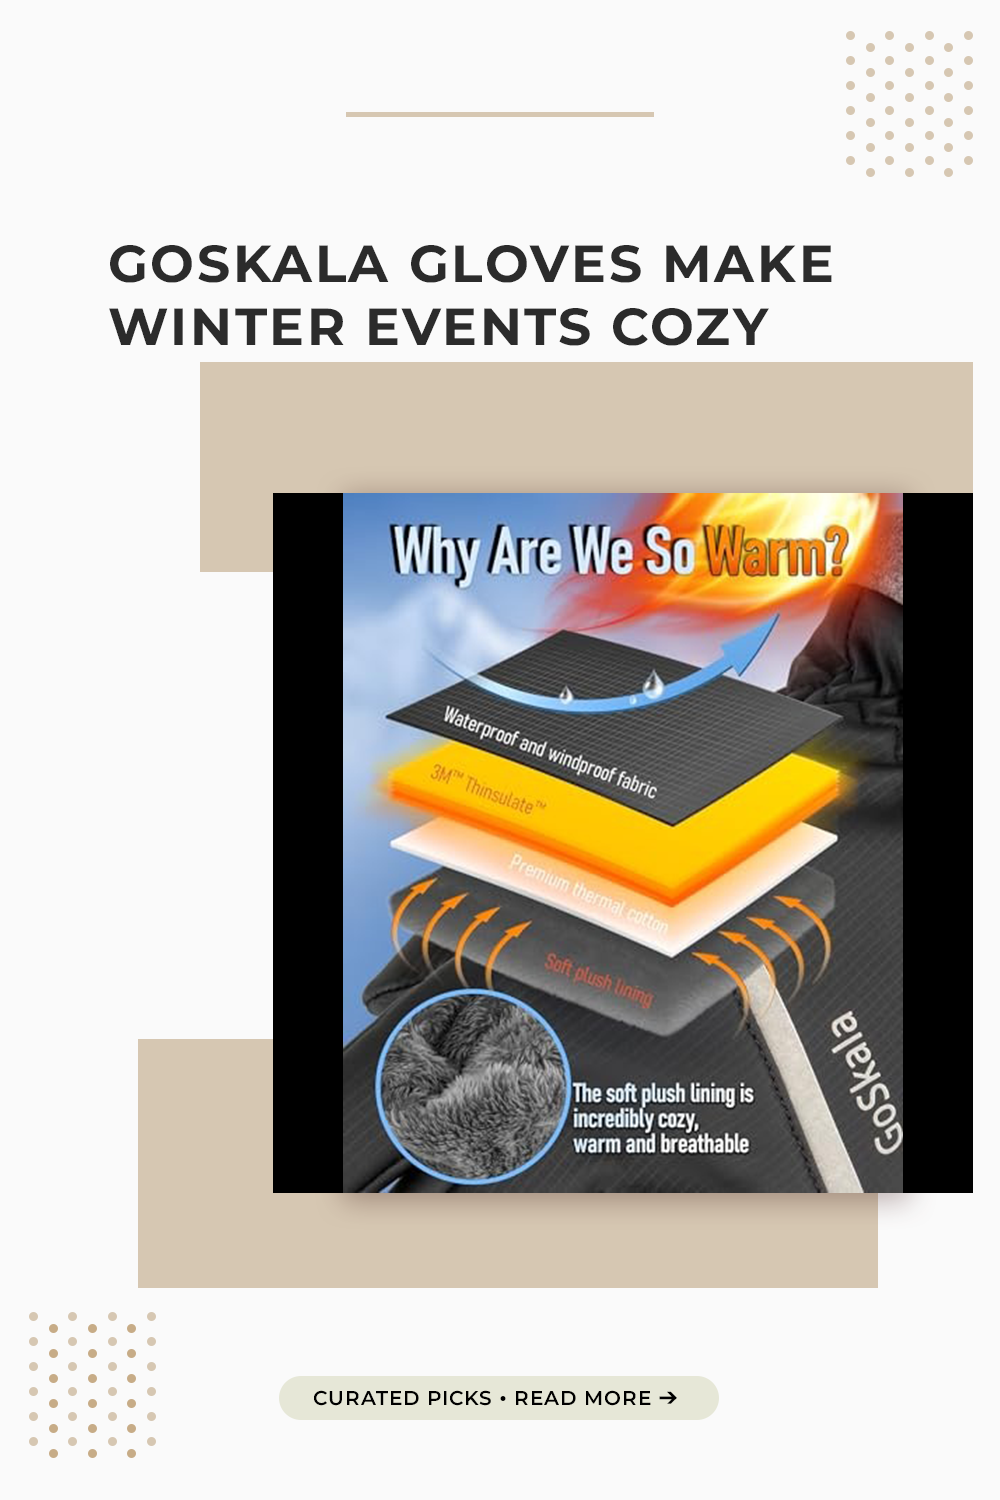 GOSKALA GLOVES MAKE
WINTER EVENTS COZY
Why Are We So Warm?
Waterproof and windproof fabric
3M™ Thinsulate™
Premium thermal cotton
Soft plush lining
The soft plush lining is
incredibly cozy,
warm and breathable
GoSkala
CURATED PICKS • READ MORE ➔